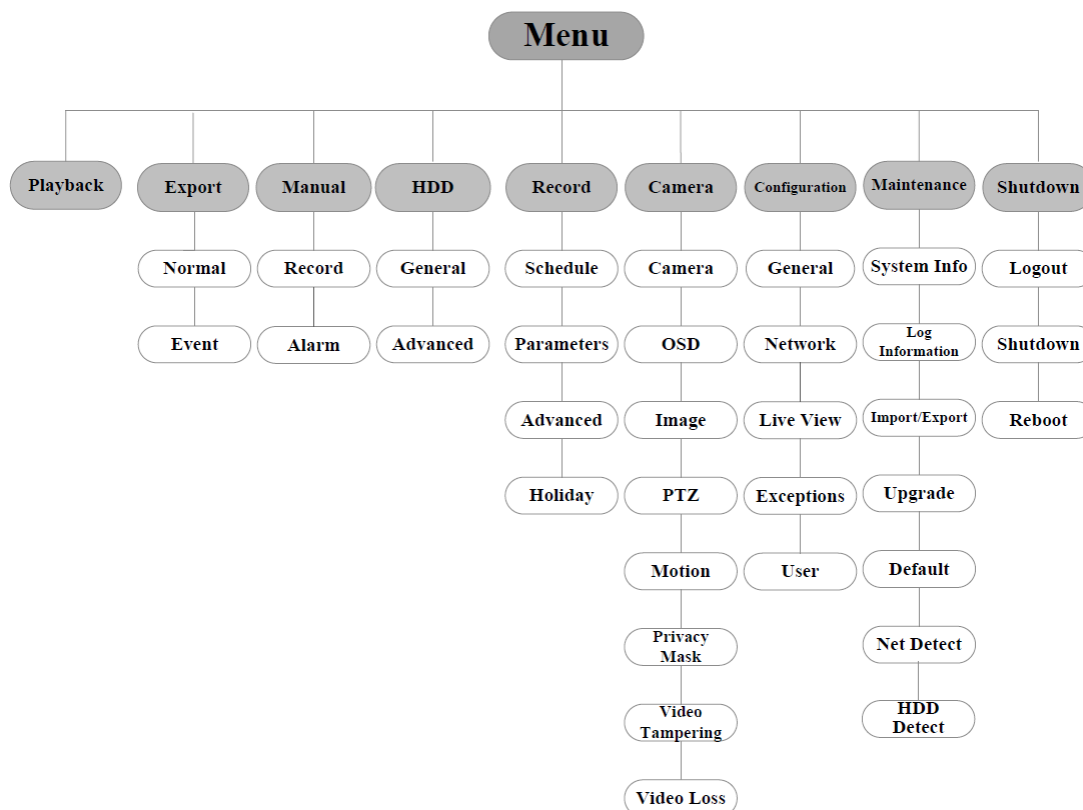 Menu
Playback
Export
Manual
HDD
Record
Camera
Configuration
Maintenance
Shutdown
Normal
Event
Record
Alarm
General
Advanced
Schedule
Parameters
Advanced
Holiday
Camera
OSD
Image
PTZ
Motion
Privacy
Mask
Video
Tampering
Video Loss
General
Network
Live View
Exceptions
User
System Info
Log
Information
Import/Export
Upgrade
Default
Net Detect
HDD
Detect
Logout
Shutdown
Reboot